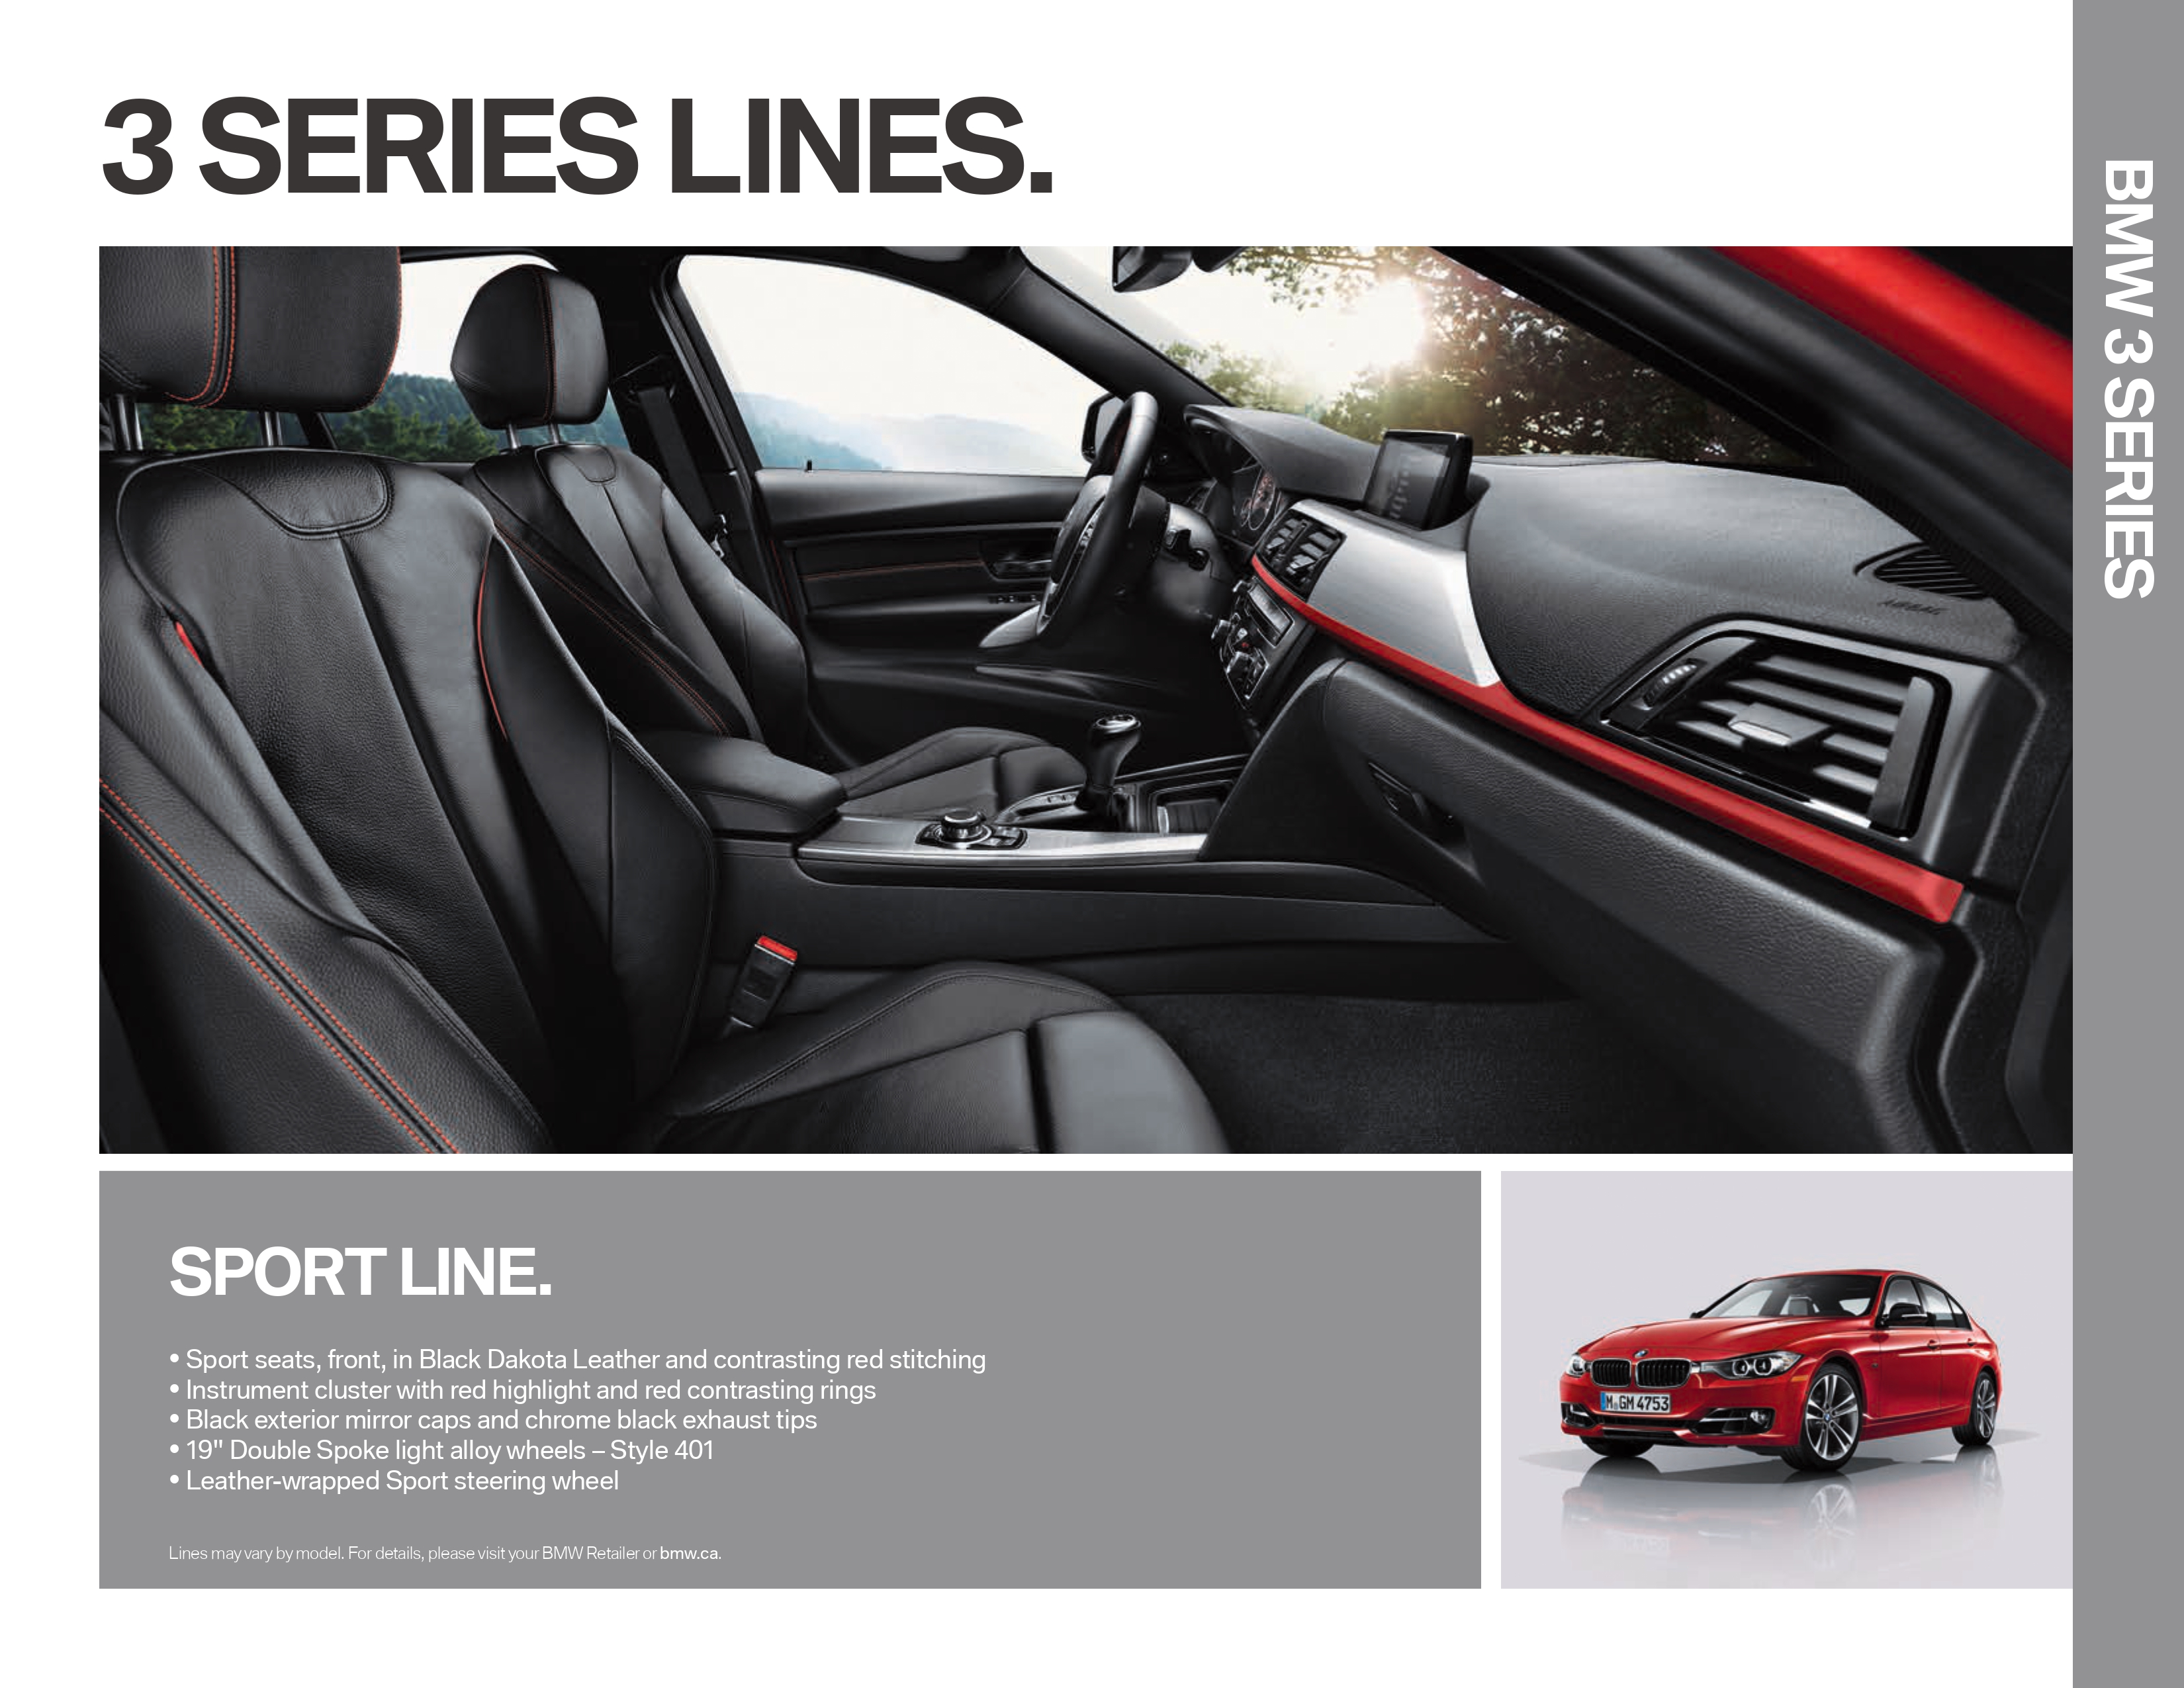 3 SERIES LINES.
BMW 3 SERIES
AIRBAG
SPORT LINE.
• Sport seats, front, in Black Dakota Leather and contrasting red stitching
• Instrument cluster with red highlight and red contrasting rings
• Black exterior mirror caps and chrome black exhaust tips
• 19" Double Spoke light alloy wheels – Style 401
• Leather-wrapped Sport steering wheel
Lines may vary by model. For details, please visit your BMW Retailer or bmw.ca.
M GM 4753